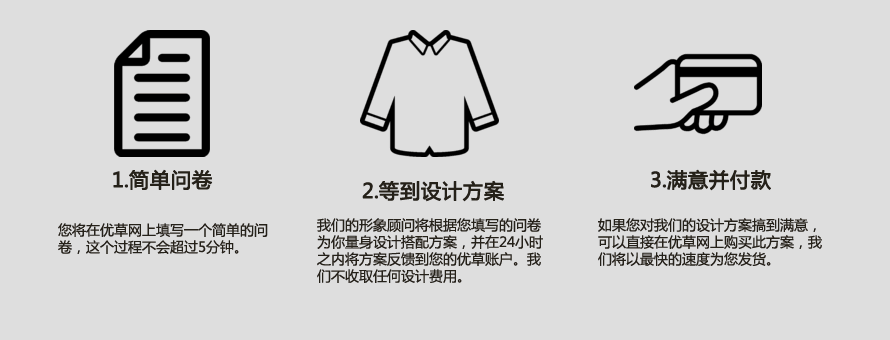 1.简单问卷
您将在优草网上填写一个简单的问
卷，这个过程不会超过5分钟。
2.等到设计方案
我们的形象顾问将根据您填写的问卷
为你量身设计搭配方案，并在24小时
之内将方案反馈到您的优草账户。我
们不收取任何设计费用。
3.满意并付款
如果您对我们的设计方案搞到满意，
可以直接在优草网上购买此方案，我
们将以最快的速度为您发货。